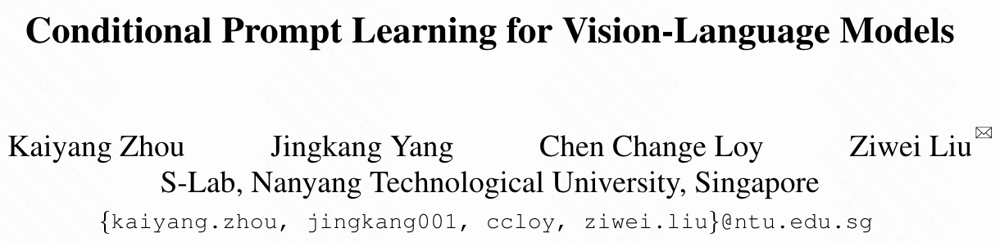 Conditional Prompt Learning for Vision-Language Models
Kaiyang Zhou Jingkang Yang Chen Change Loy Ziwei Liu✉
S-Lab, Nanyang Technological University, Singapore
{kaiyang.zhou, jingkang001, ccloy, ziwei.liu}@ntu.edu.sg